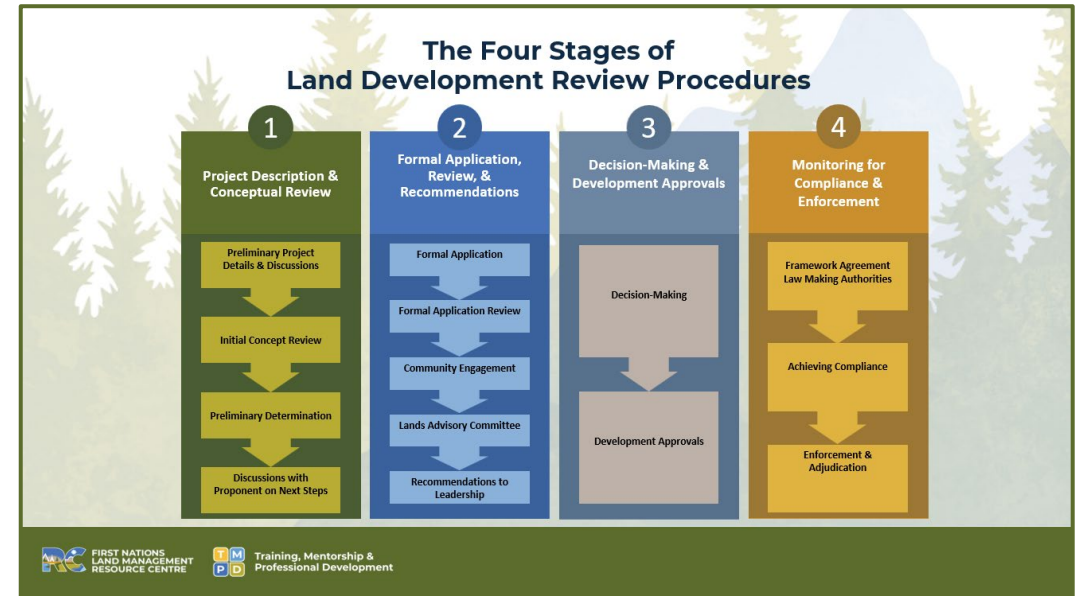 The Four Stages of
Land Development Review Procedures
1
Project Description &
Conceptual Review
Preliminary Project
Details & Discussions
Initial Concept Review
Preliminary Determination
Discussions with
Proponent on Next Steps
2
Formal Application,
Review, &
Recommendations
Formal Application
Formal Application Review
Community Engagement
Lands Advisory Committee
Recommendations to
Leadership
3
Decision-Making &
Development Approvals
Decision-Making
Development Approvals
4
Monitoring for
Compliance &
Enforcement
Framework Agreement
Law Making Authorities
Achieving Compliance
Enforcement &
Adjudication
RC
FIRST NATIONS
LAND MANAGEMENT
RESOURCE CENTRE
T M
P D
Training, Mentorship &
Professional Development